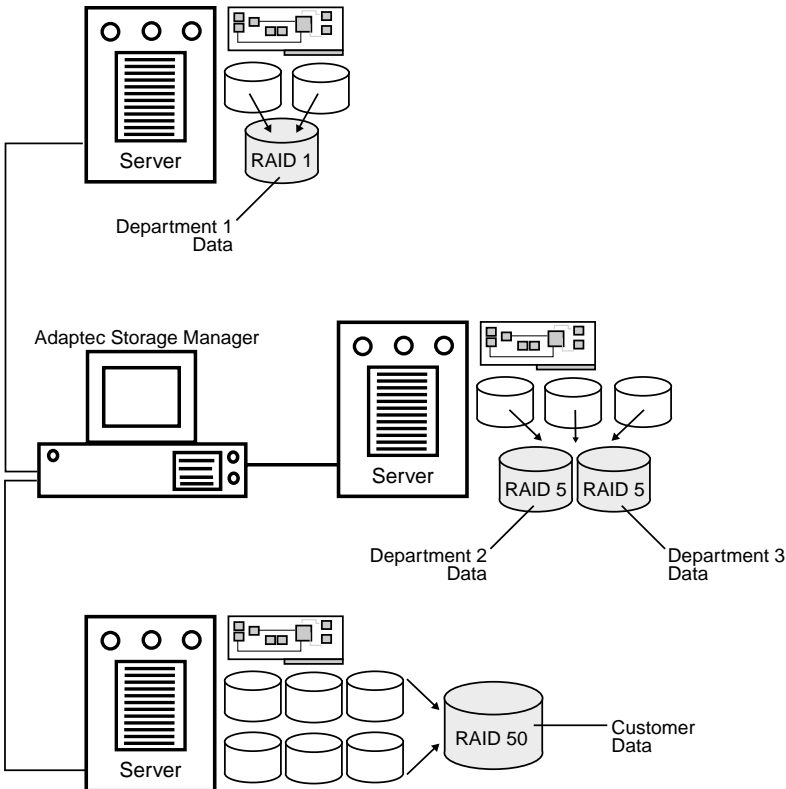 Server
RAID 1
Department 1
Data
Adaptec Storage Manager
Server
RAID 5
RAID 5
Department 2
Data
Department 3
Data
Server
RAID 50
Customer
Data